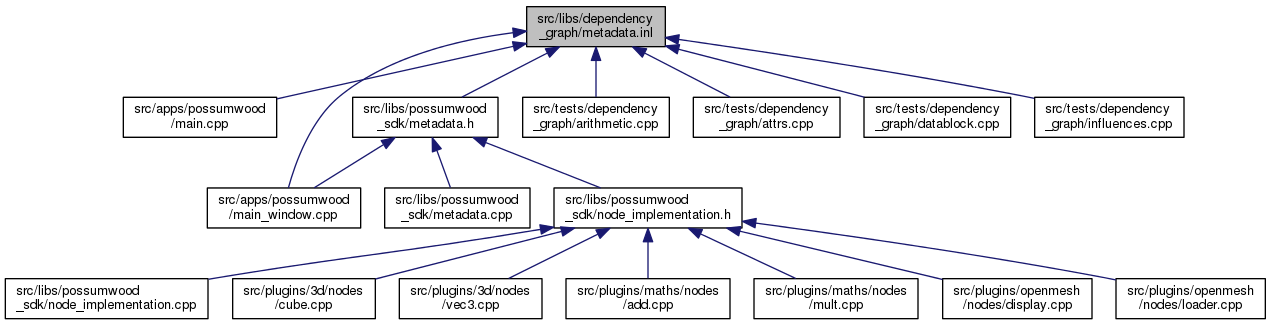 src/libs/dependency
_graph/metadata.inl
src/apps/possumwood
/main.cpp
src/libs/possumwood
_sdk/metadata.h
src/tests/dependency
_graph/arithmetic.cpp
src/tests/dependency
_graph/attrs.cpp
src/tests/dependency
_graph/datablock.cpp
src/tests/dependency
_graph/influences.cpp
src/apps/possumwood
/main_window.cpp
src/libs/possumwood
_sdk/metadata.cpp
src/libs/possumwood
_sdk/node_implementation.h
src/libs/possumwood
_sdk/node_implementation.cpp
src/plugins/3d/nodes
/cube.cpp
src/plugins/3d/nodes
/vec3.cpp
src/plugins/maths/nodes
/add.cpp
src/plugins/maths/nodes
/mult.cpp
src/plugins/openmesh
/nodes/display.cpp
src/plugins/openmesh
/nodes/loader.cpp